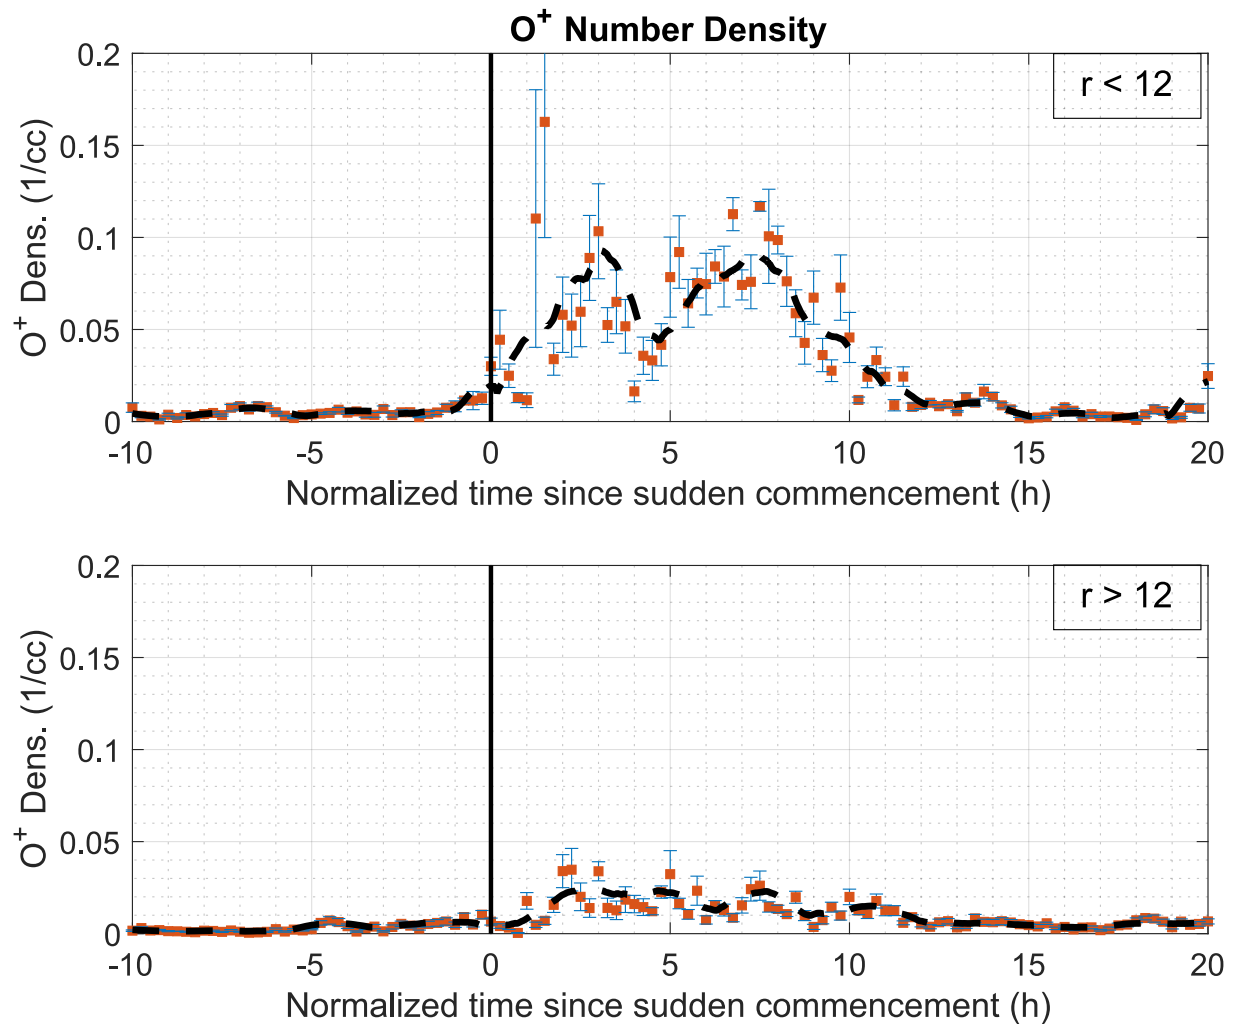 O⁺ Number Density
r < 12
O⁺ Dens. (1/cc)
0.2
0.15
0.1
0.05
0
-10 -5 0 5 10 15 20
Normalized time since sudden commencement (h)
r > 12
O⁺ Dens. (1/cc)
0.2
0.15
0.1
0.05
0
-10 -5 0 5 10 15 20
Normalized time since sudden commencement (h)